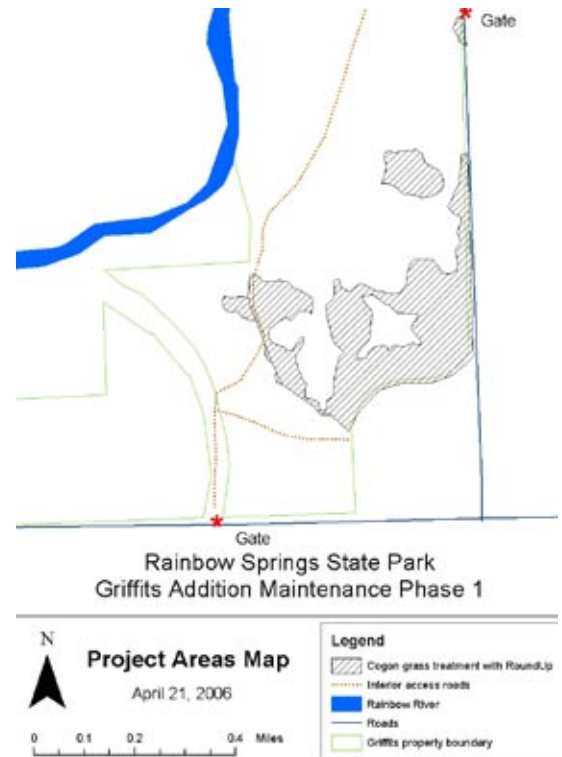 Gate
Gate
Rainbow Springs State Park
Griffits Addition Maintenance Phase 1
N
Project Areas Map
April 21, 2006
0 0.1 0.2 0.4 Miles
Legend
Cogon grass treatment with RoundUp
Interior access roads
Rainbow River
Roads
Griffits property boundary